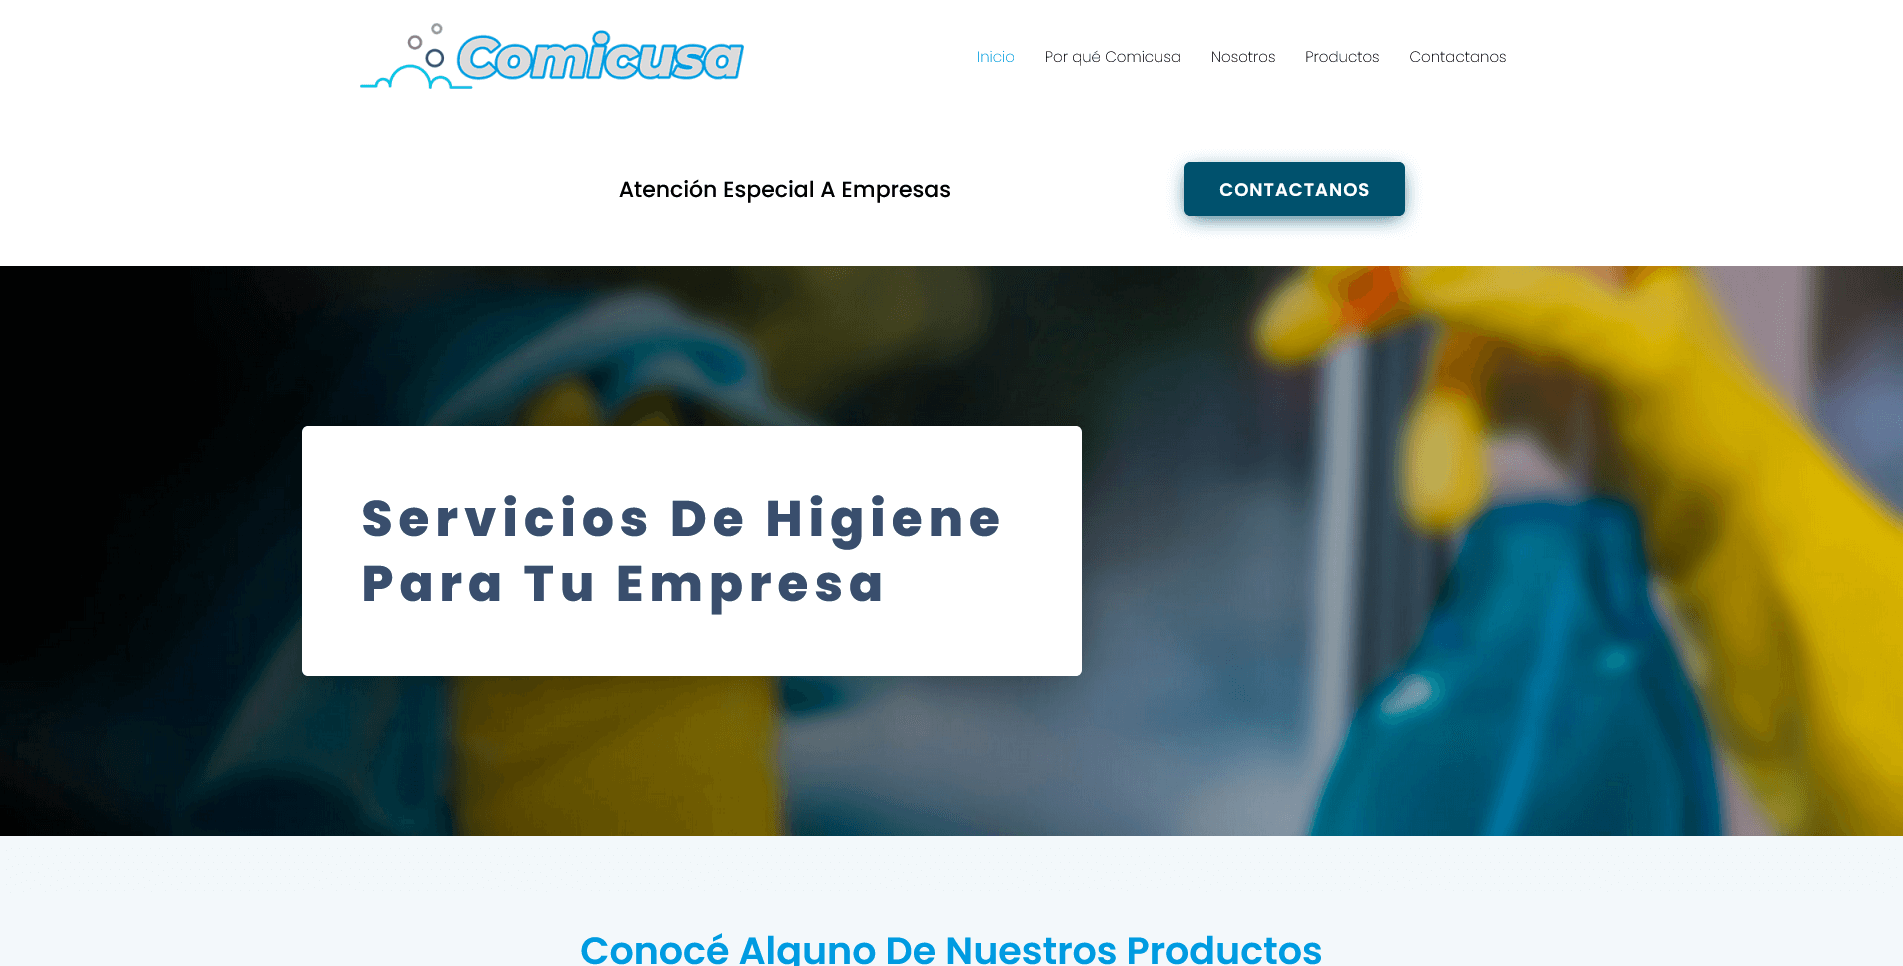 Comicusa
Inicio
Por qué Comicusa
Nosotros
Productos
Contactanos
Atención Especial A Empresas
CONTACTANOS
Servicios De Higiene
Para Tu Empresa
Conocé Alguno De Nuestros Productos